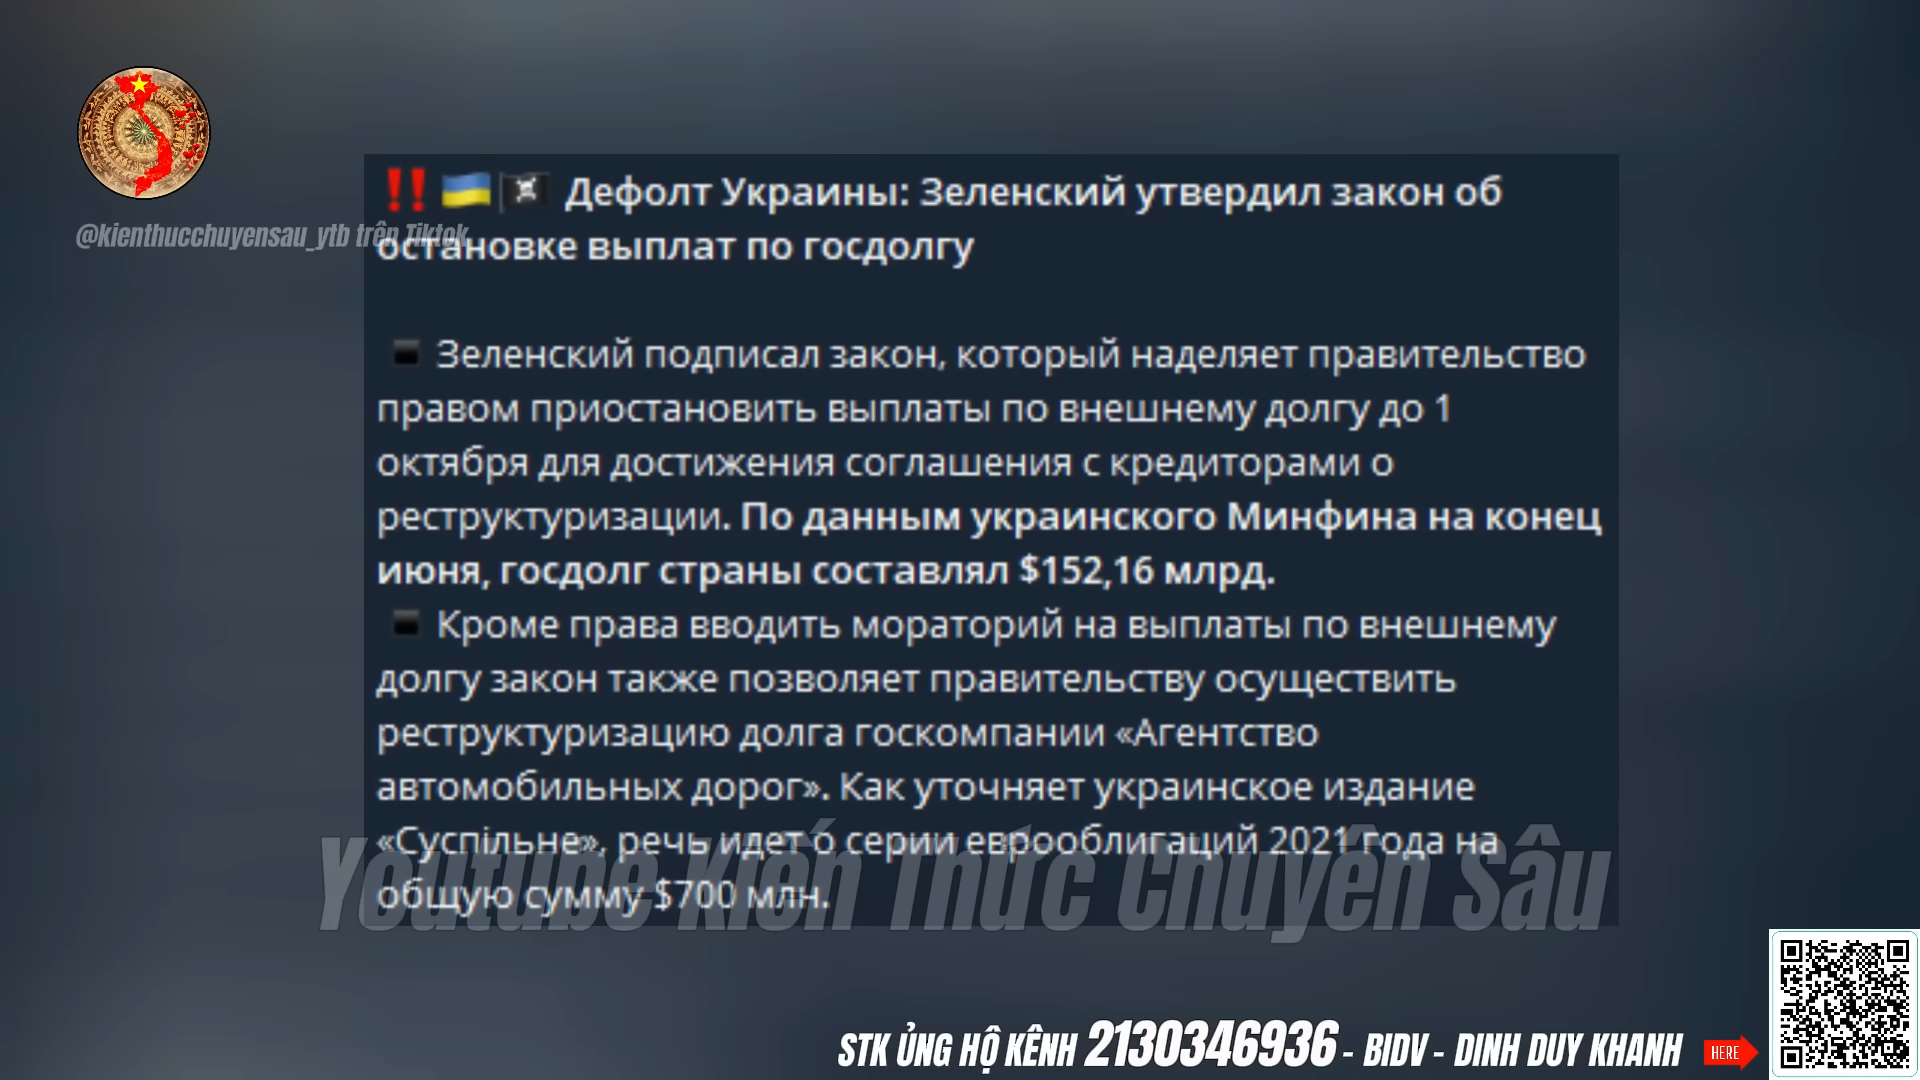 @kienthucchuyensau_ytb trên Tiktok
‼️🇺🇦🏴‍☠️ Дефолт Украины: Зеленский утвердил закон об
остановке выплат по госдолгу
▪️ Зеленский подписал закон, который наделяет правительство
правом приостановить выплаты по внешнему долгу до 1
октября для достижения соглашения с кредиторами о
реструктуризации. По данным украинского Минфина на конец
июня, госдолг страны составлял $152,16 млрд.
▪️ Кроме права вводить мораторий на выплаты по внешнему
долгу закон также позволяет правительству осуществить
реструктуризацию долга госкомпании «Агентство
автомобильных дорог». Как уточняет украинское издание
«Суспільне», речь идет о серии еврооблигаций 2021 года на
общую сумму $700 млн.
Youtube Kiến Thức Chuyên Sâu
STK ỦNG HỘ KÊNH 2130346936 - BIDV - DINH DUY KHANH
HERE